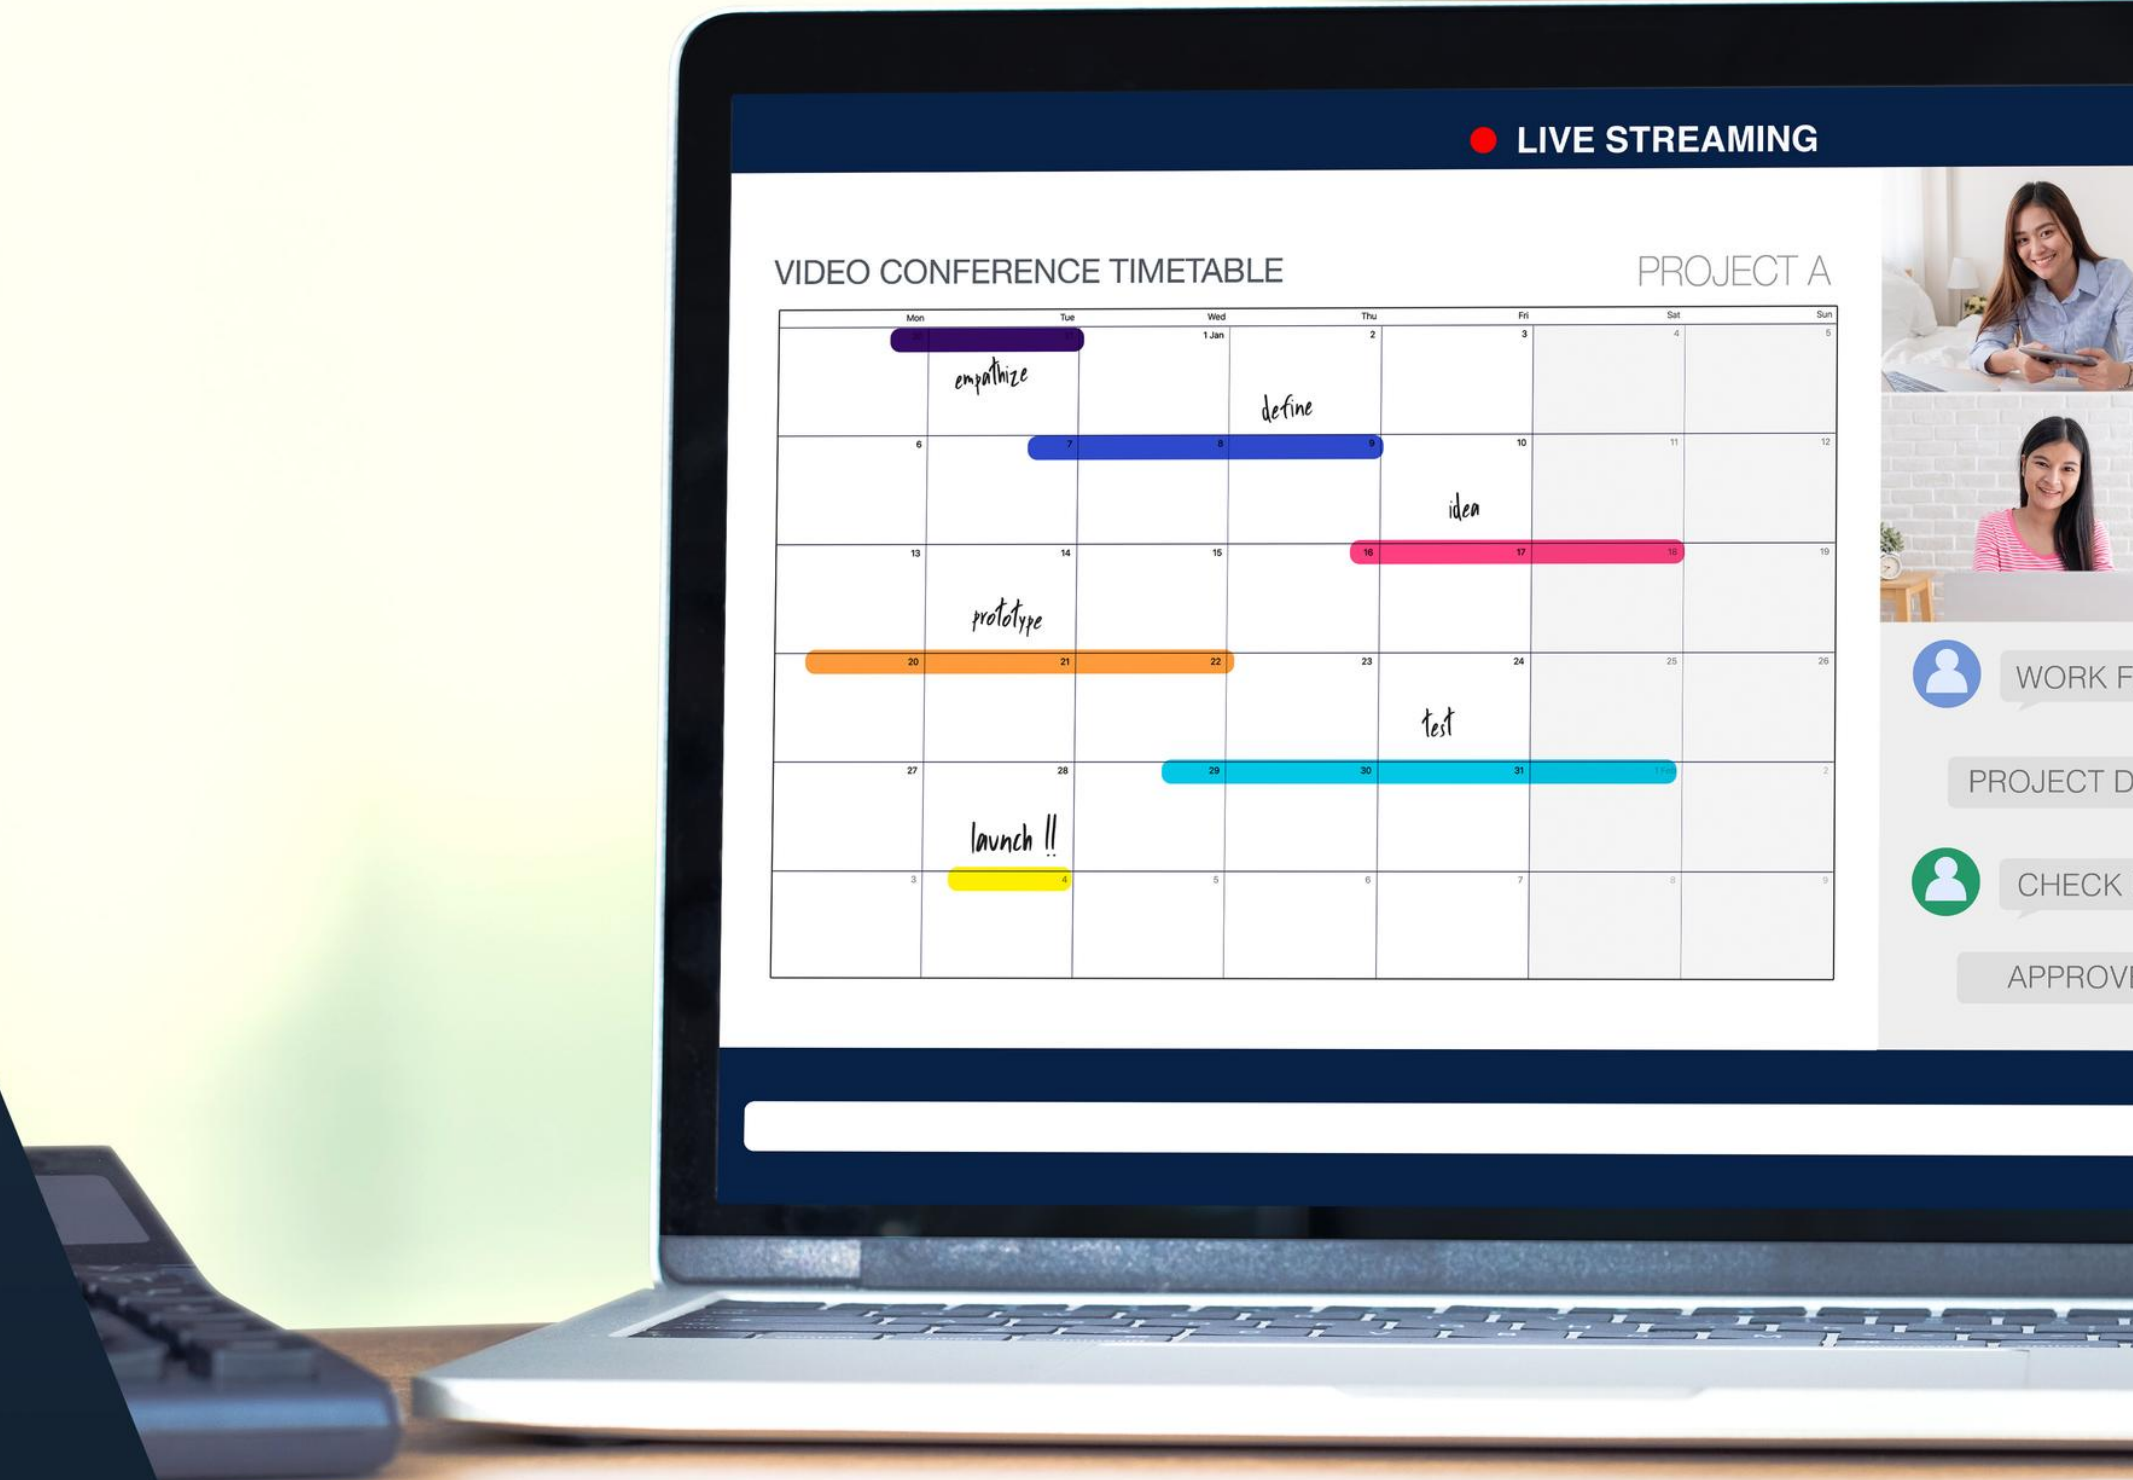 LIVE STREAMING
VIDEO CONFERENCE TIMETABLE
PROJECT A
Mon Tue Wed Thu Fri Sat Sun
1 Jan 2 3 4 5
empathize
define
6 7 8 9 10 11 12
idea
13 14 15 16 17 18 19
prototype
20 21 22 23 24 25 26
test
27 28 29 30 31 1 Feb 2
launch !!
3 4 5 6 7 8 9
WORK F
PROJECT D
CHECK
APPROVE